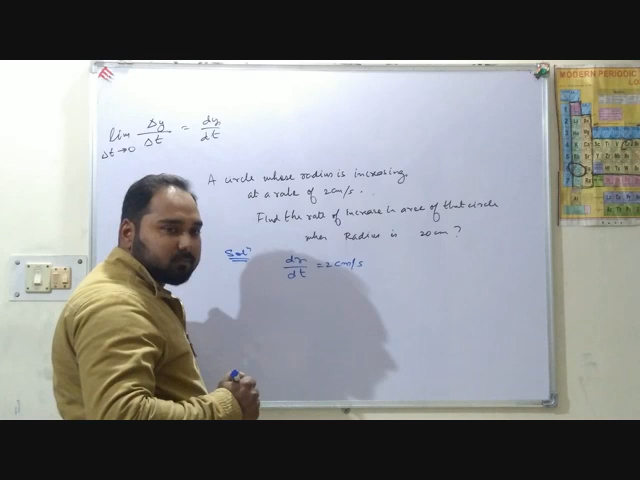 lim Δy/Δt = dy/dt
Δt→0
A circle whose radius is increasing
at a rate of 2cm/s.
Find the rate of increase in area of that circle
when Radius is 20cm?
Solⁿ
dr/dt = 2cm/s
MODERN PERIODIC